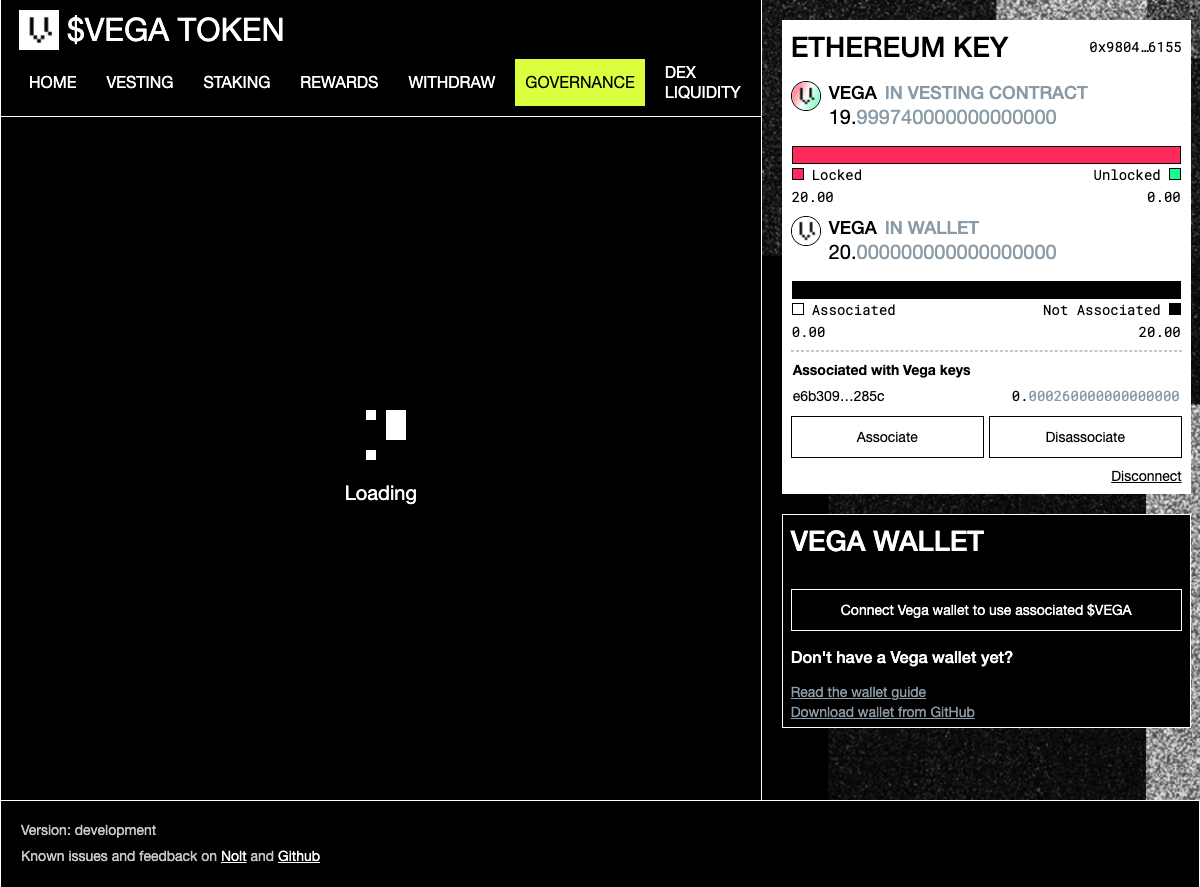 $VEGA TOKEN
HOME VESTING STAKING REWARDS WITHDRAW GOVERNANCE DEX LIQUIDITY
Loading
ETHEREUM KEY 0x9804…6155
VEGA IN VESTING CONTRACT
19.999740000000000000
Locked Unlocked
20.00 0.00
VEGA IN WALLET
20.000000000000000000
Associated Not Associated
0.00 20.00
Associated with Vega keys
e6b309…285c 0.000260000000000000
Associate Disassociate
Disconnect
VEGA WALLET
Connect Vega wallet to use associated $VEGA
Don't have a Vega wallet yet?
Read the wallet guide
Download wallet from GitHub
Version: development
Known issues and feedback on Nolt and Github